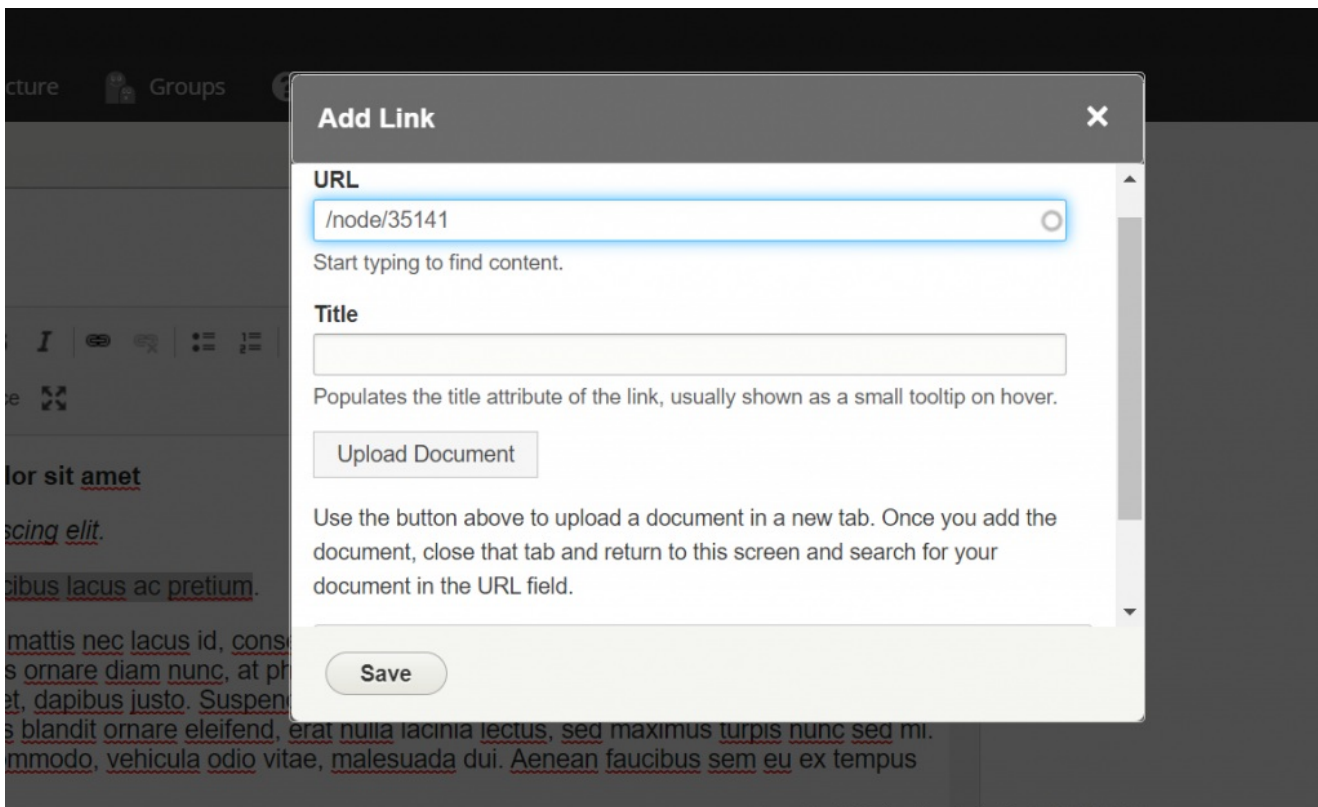 cture Groups
Add Link
URL
/node/35141
Start typing to find content.
Title
Populates the title attribute of the link, usually shown as a small tooltip on hover.
Upload Document
Use the button above to upload a document in a new tab. Once you add the
document, close that tab and return to this screen and search for your
document in the URL field.
Save
I
ce
lor sit amet
scing elit.
cibus lacus ac pretium.
mattis nec lacus id, conse
s ornare diam nunc, at ph
et, dapibus justo. Suspen
s blandit ornare eleifend, erat nulla lacinia lectus, sed maximus turpis nunc sed mi.
mmodo, vehicula odio vitae, malesuada dui. Aenean faucibus sem eu ex tempus